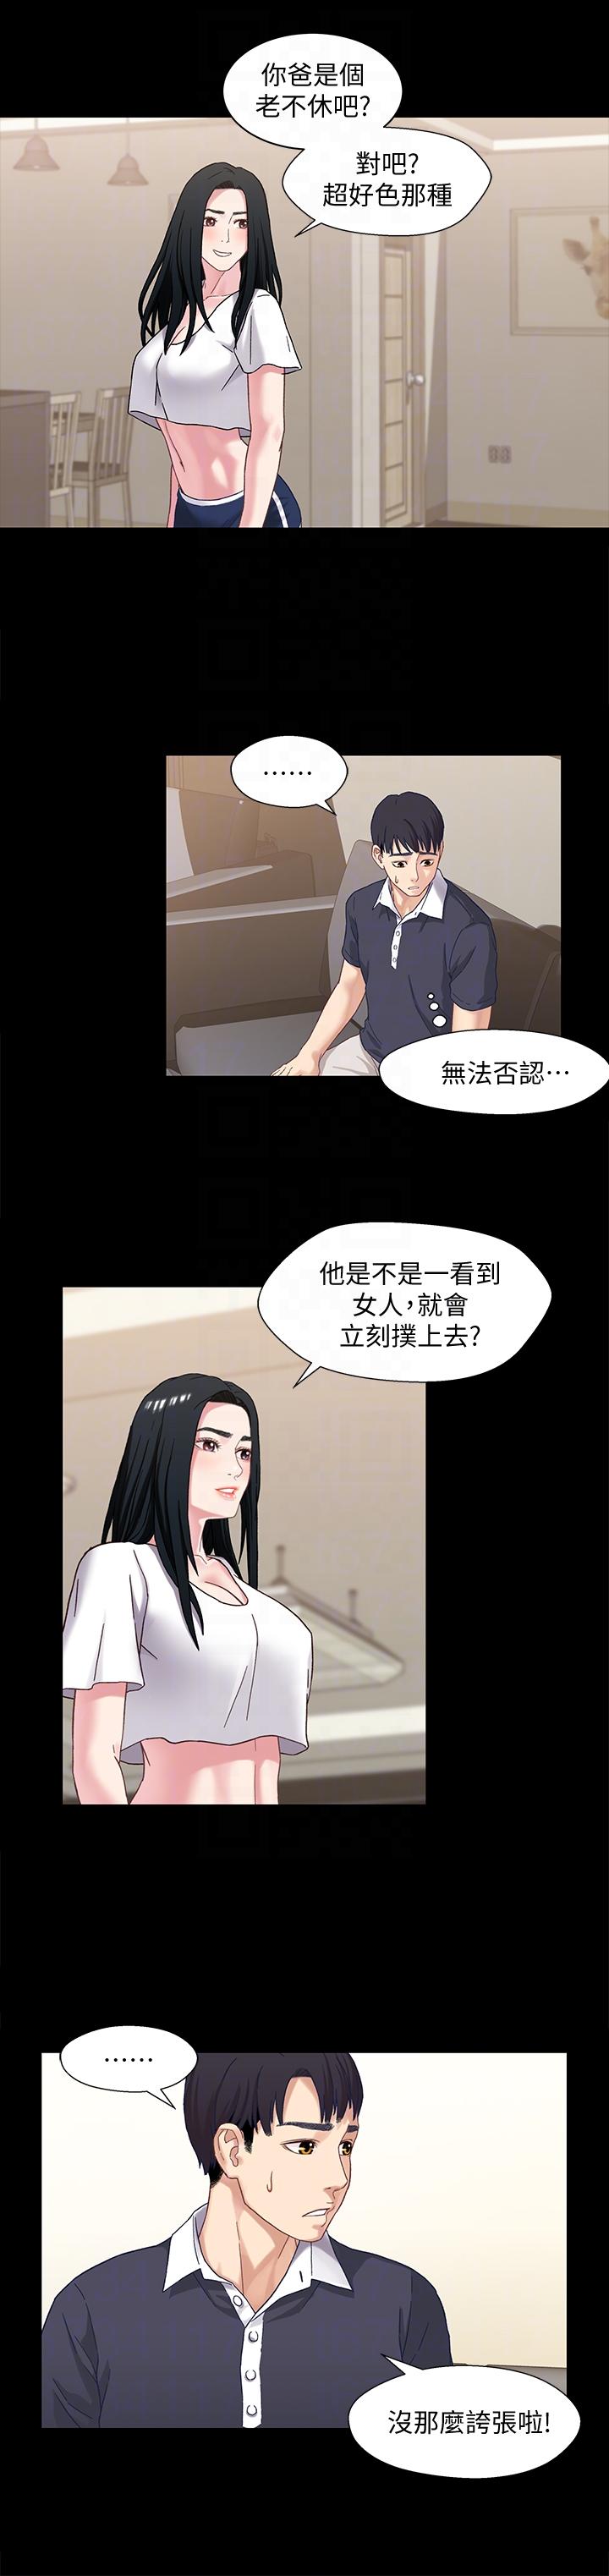 你爸是個
老不休吧?
對吧?
超好色那種
……
無法否認…
他是不是一看到
女人,就會
立刻撲上去?
……
沒那麼誇張啦!